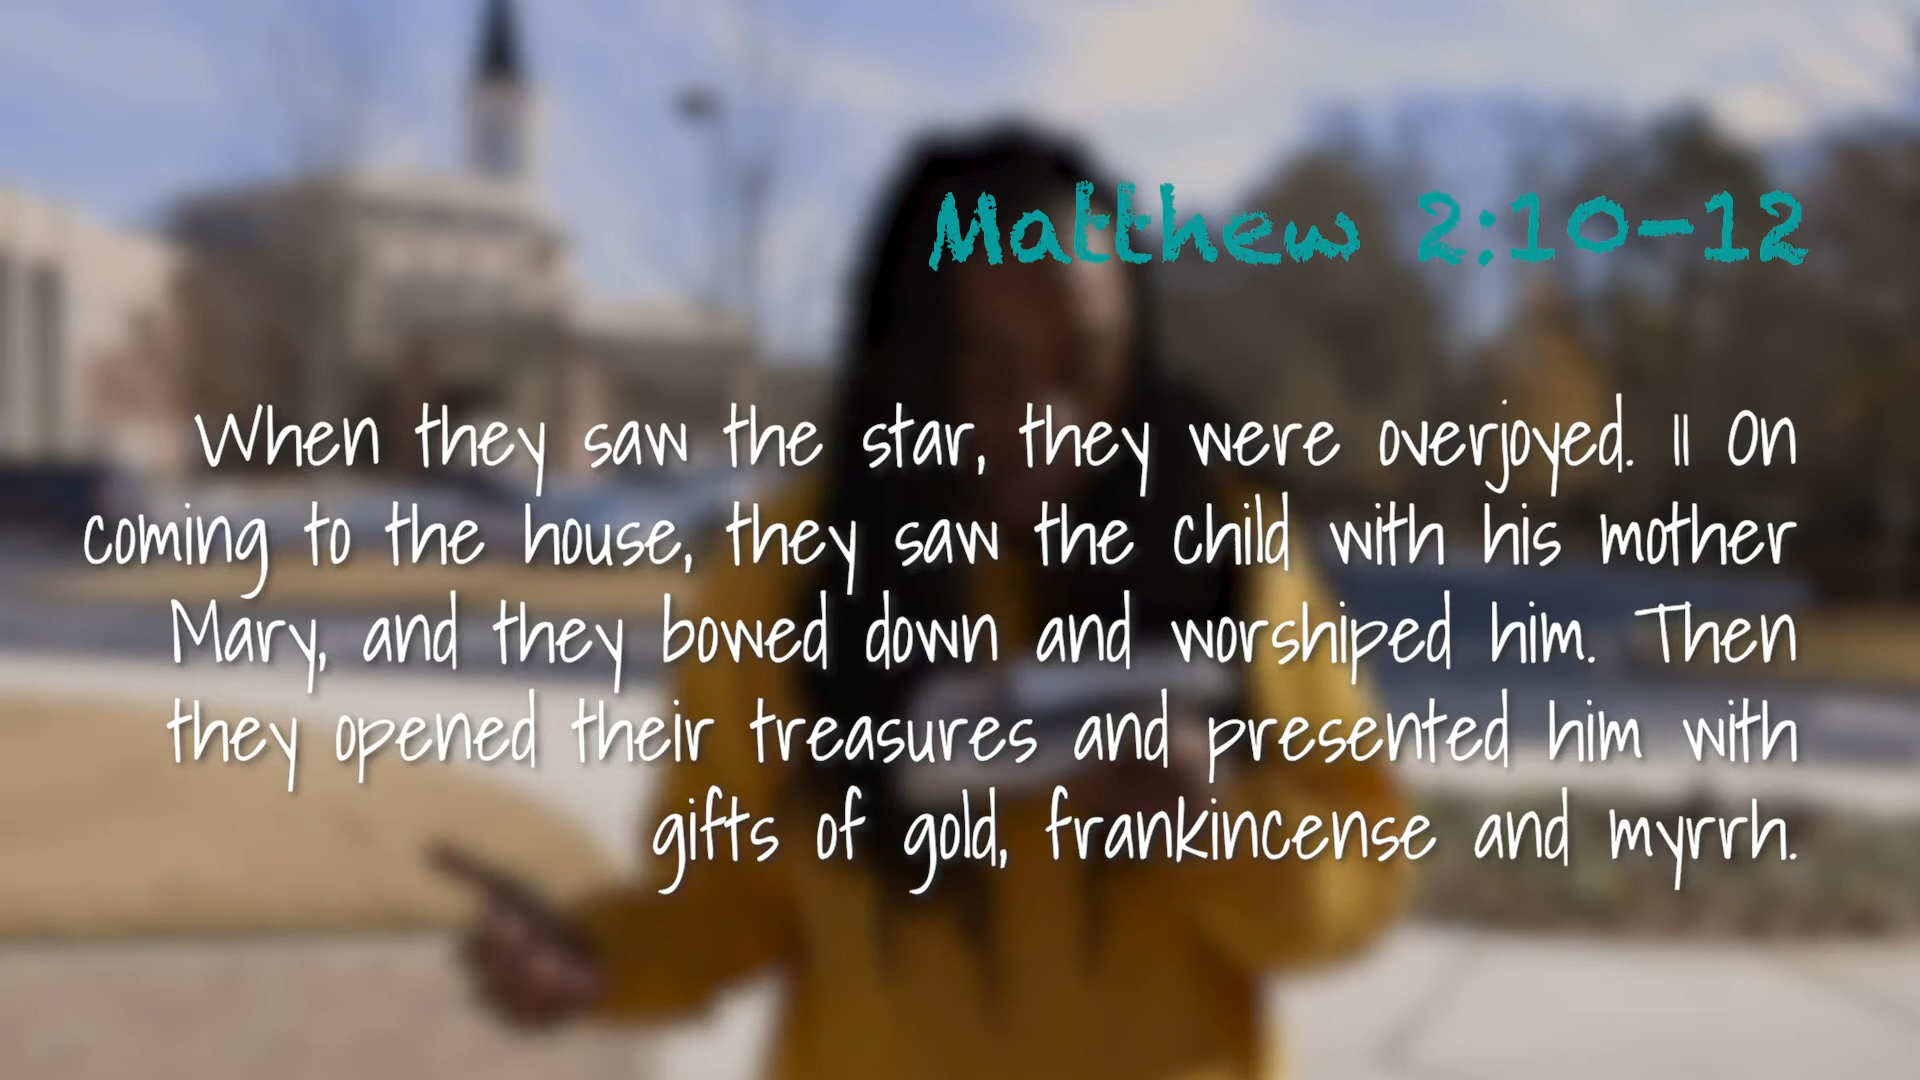 Matthew 2:10-12
When they saw the star, they were overjoyed. 11 On
coming to the house, they saw the child with his mother
Mary, and they bowed down and worshiped him. Then
they opened their treasures and presented him with
gifts of gold, frankincense and myrrh.